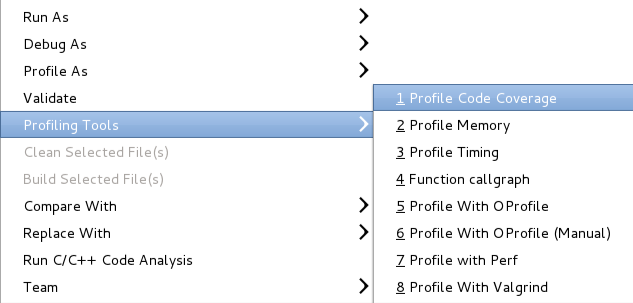 Run As
Debug As
Profile As
Validate
Profiling Tools
Clean Selected File(s)
Build Selected File(s)
Compare With
Replace With
Run C/C++ Code Analysis
Team
1 Profile Code Coverage
2 Profile Memory
3 Profile Timing
4 Function callgraph
5 Profile With OProfile
6 Profile With OProfile (Manual)
7 Profile with Perf
8 Profile With Valgrind